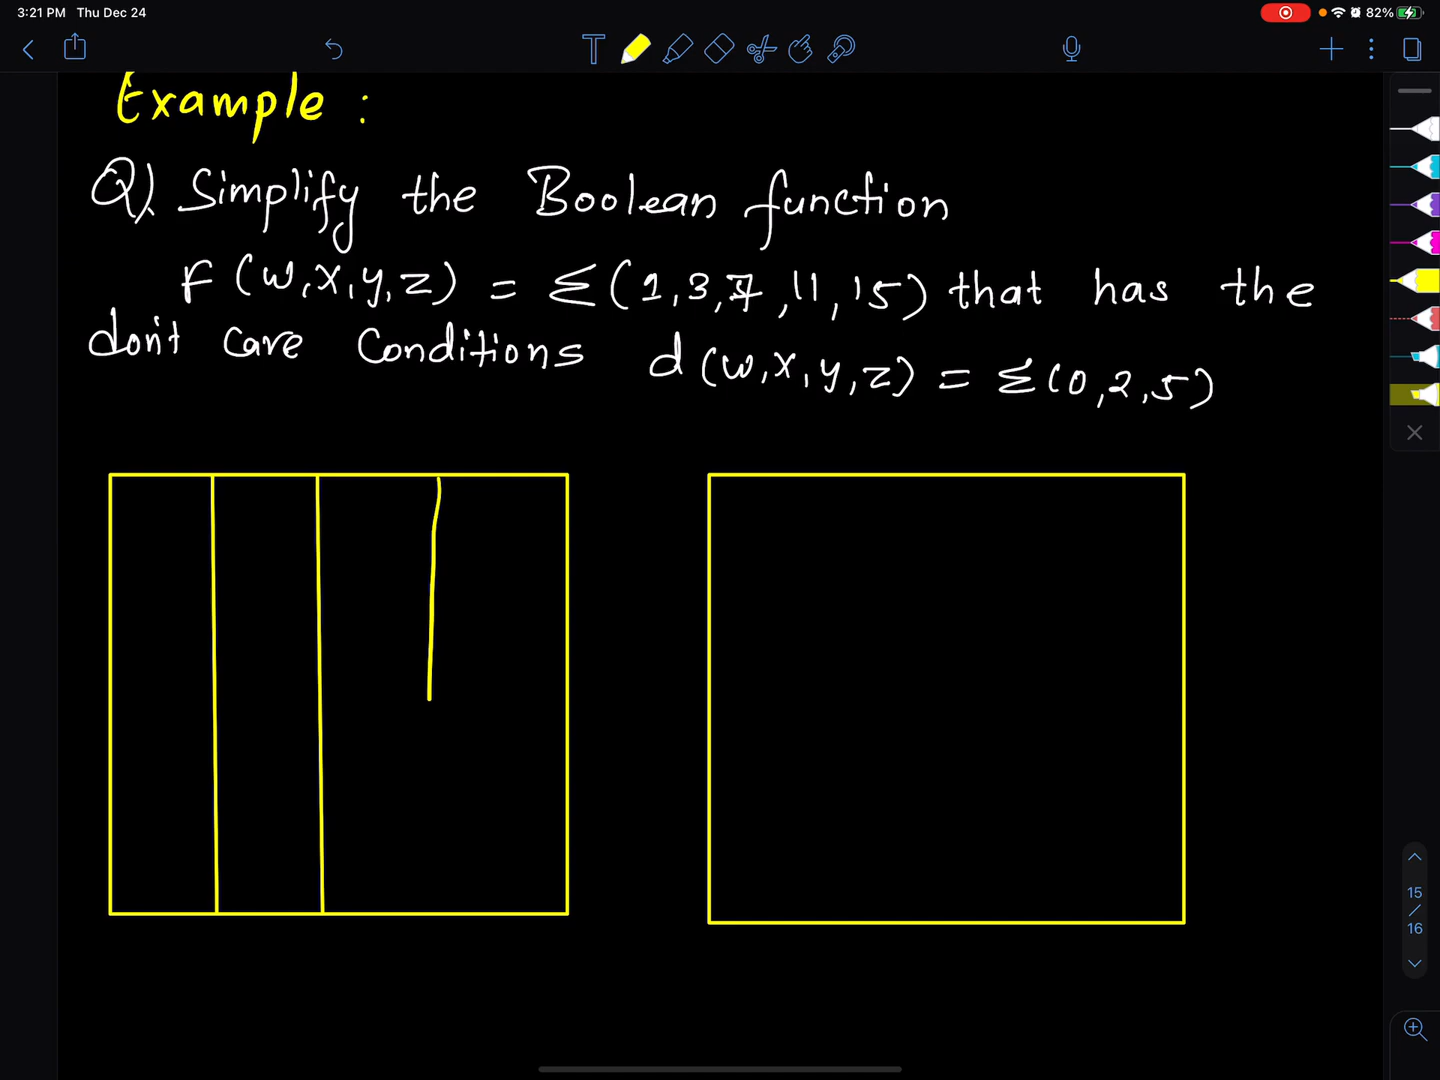 3:21 PM Thu Dec 24
82%
Example :
Q). Simplify the Boolean function
F (w,x,y,z) = Σ(1,3,7,11,15) that has the
don't care Conditions d(w,x,y,z) = Σ(0,2,5)
15
/
16